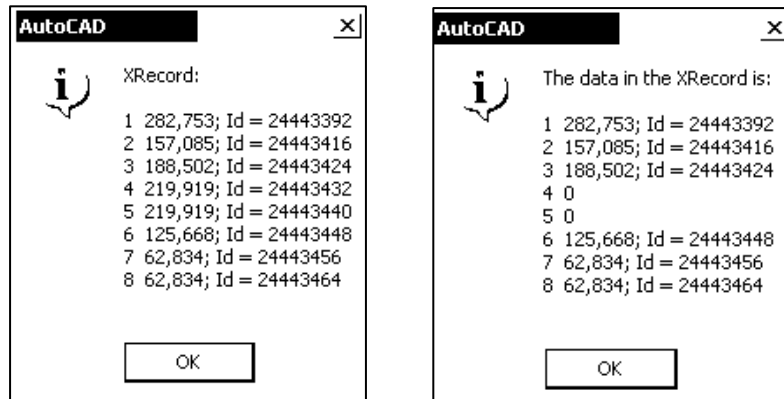 AutoCAD
XRecord:
1 282,753; Id = 24443392
2 157,085; Id = 24443416
3 188,502; Id = 24443424
4 219,919; Id = 24443432
5 219,919; Id = 24443440
6 125,668; Id = 24443448
7 62,834; Id = 24443456
8 62,834; Id = 24443464
OK
AutoCAD
The data in the XRecord is:
1 282,753; Id = 24443392
2 157,085; Id = 24443416
3 188,502; Id = 24443424
4 0
5 0
6 125,668; Id = 24443448
7 62,834; Id = 24443456
8 62,834; Id = 24443464
OK